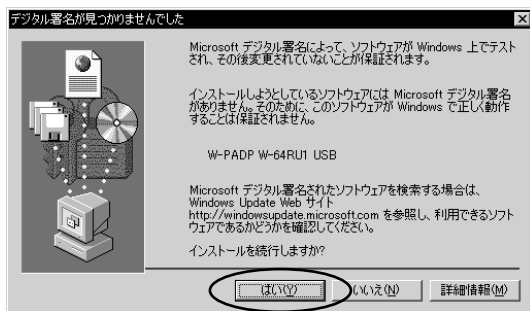 デジタル署名が見つかりませんでした
Microsoft デジタル署名によって、ソフトウェアが Windows 上でテスト
され、その後変更されていないことが保証されます。
インストールしようとしているソフトウェアには Microsoft デジタル署名
がありません。そのために、このソフトウェアが Windows で正しく動作
することは保証されません。
W-PADP W-64RU1 USB
Microsoft デジタル署名されたソフトウェアを検索する場合は、
Windows Update Web サイト
http://windowsupdate.microsoft.com を参照し、利用できるソフト
ウェアであるかどうかを確認してください。
インストールを続行しますか?
はい(Y) いいえ(N) 詳細情報(M)